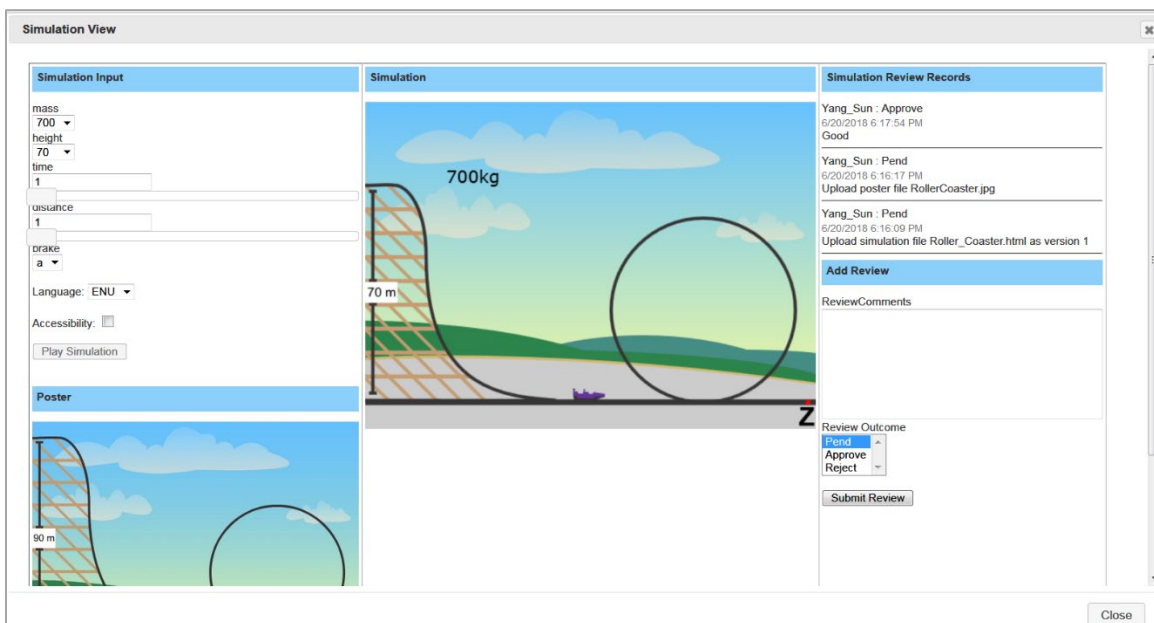 Simulation View
Simulation Input
mass
700
height
70
time
1
distance
1
brake
a
Language: ENU
Accessibility:
Play Simulation
Poster
90 m
Simulation
700kg
70 m
Z
Simulation Review Records
Yang_Sun : Approve
6/20/2018 6:17:54 PM
Good
Yang_Sun : Pend
6/20/2018 6:16:17 PM
Upload poster file RollerCoaster.jpg
Yang_Sun : Pend
6/20/2018 6:16:09 PM
Upload simulation file Roller_Coaster.html as version 1
Add Review
ReviewComments
Review Outcome
Pend
Approve
Reject
Submit Review
Close